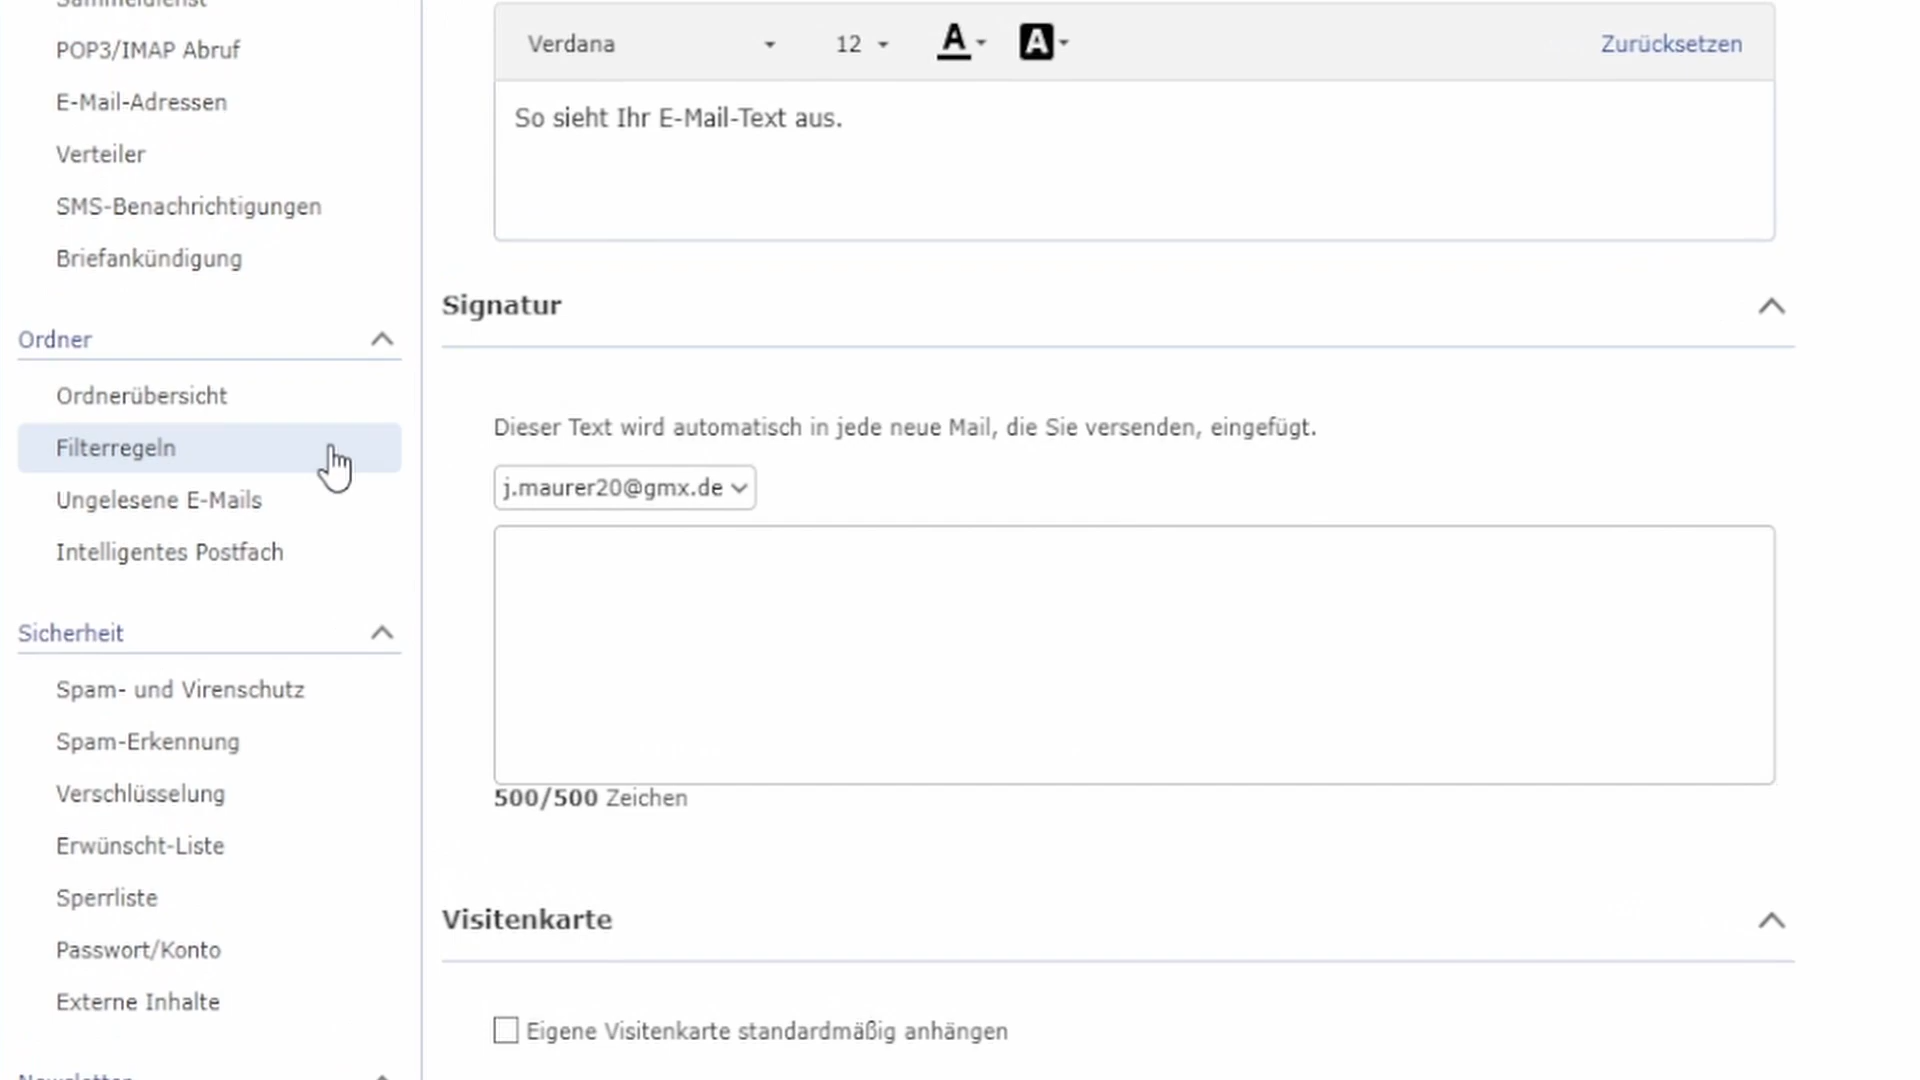 Sammeldienst
POP3/IMAP Abruf
E-Mail-Adressen
Verteiler
SMS-Benachrichtigungen
Briefankündigung
Ordner
Ordnerübersicht
Filterregeln
Ungelesene E-Mails
Intelligentes Postfach
Sicherheit
Spam- und Virenschutz
Spam-Erkennung
Verschlüsselung
Erwünscht-Liste
Sperrliste
Passwort/Konto
Externe Inhalte
Newsletter
Verdana 12 A A Zurücksetzen
So sieht Ihr E-Mail-Text aus.
Signatur
Dieser Text wird automatisch in jede neue Mail, die Sie versenden, eingefügt.
j.maurer20@gmx.de
500/500 Zeichen
Visitenkarte
Eigene Visitenkarte standardmäßig anhängen